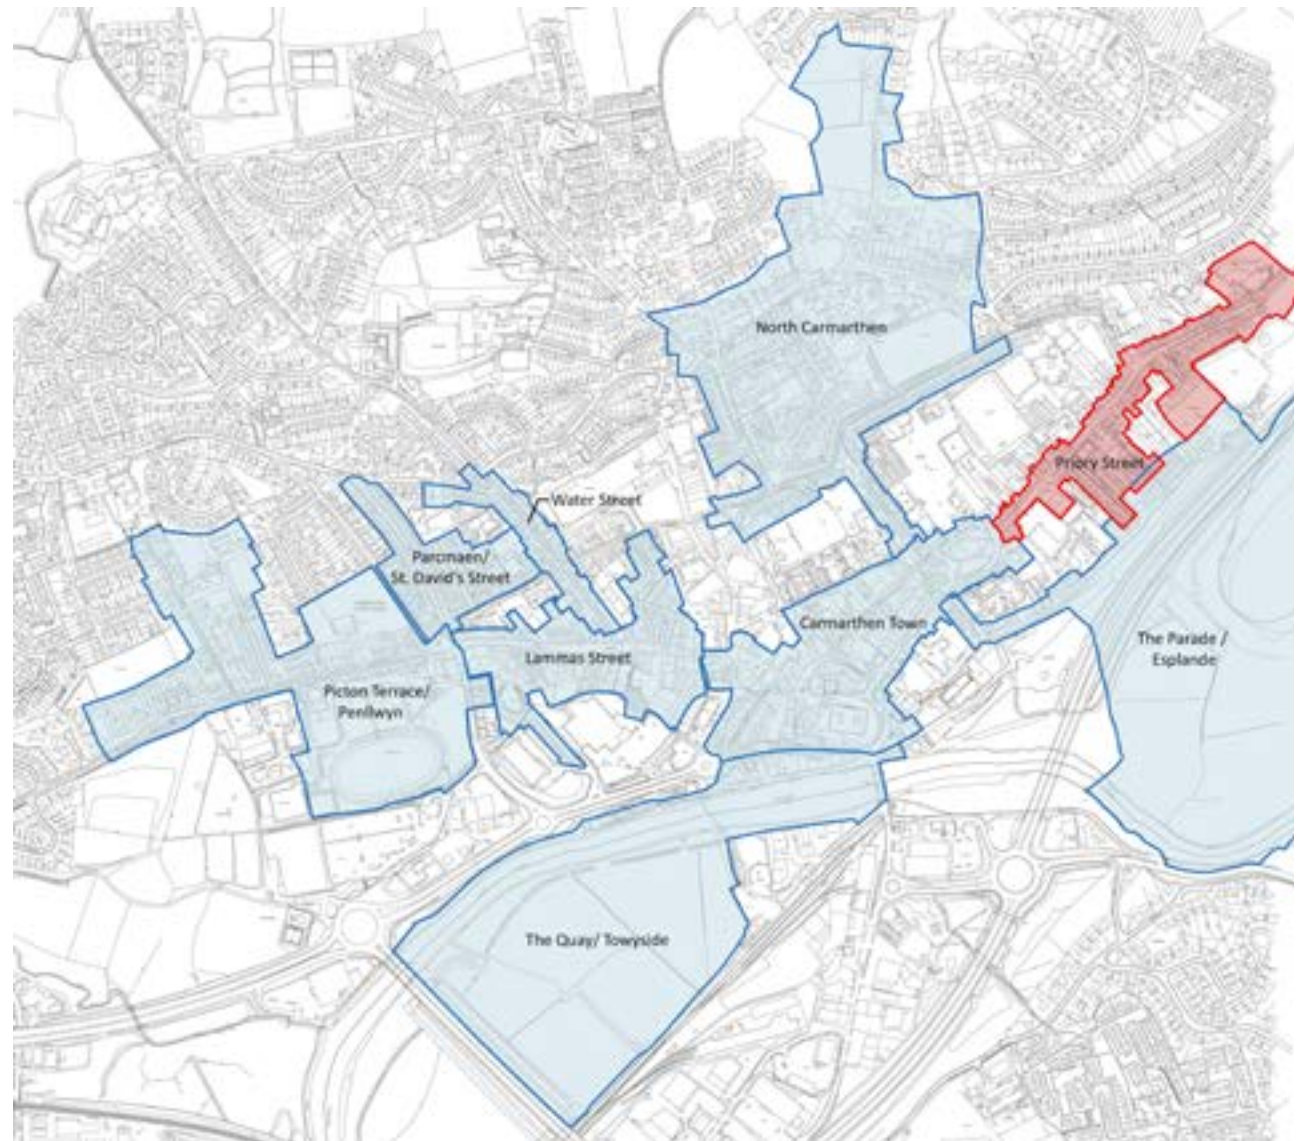 North Carmarthen
Priory Street
Water Street
Parcmaen/
St. David's Street
Carmarthen Town
The Parade /
Esplande
Lammas Street
Picton Terrace/
Penllwyn
The Quay/ Towyside